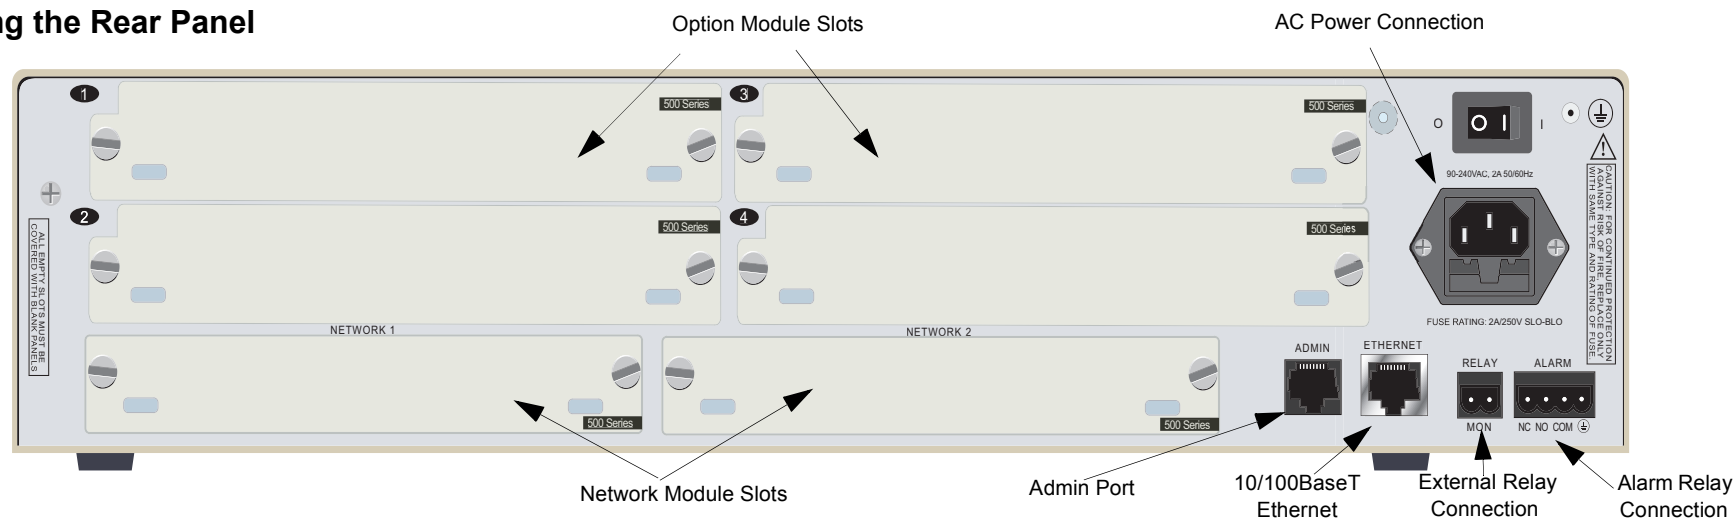 ng the Rear Panel
Option Module Slots
AC Power Connection
1
500 Series
3
500 Series
O
O I
I
90-240VAC, 2A 50/60Hz
CAUTION: FOR CONTINUED PROTECTION
AGAINST RISK OF FIRE, REPLACE ONLY
WITH SAME TYPE AND RATING OF FUSE.
ALL EMPTY SLOTS MUST BE
COVERED WITH BLANK PANELS
2
500 Series
4
500 Series
FUSE RATING: 2A/250V SLO-BLO
NETWORK 1
NETWORK 2
500 Series
500 Series
ADMIN
ETHERNET
RELAY
ALARM
MON
NC NO COM
Network Module Slots
Admin Port
10/100BaseT
Ethernet
External Relay
Connection
Alarm Relay
Connection